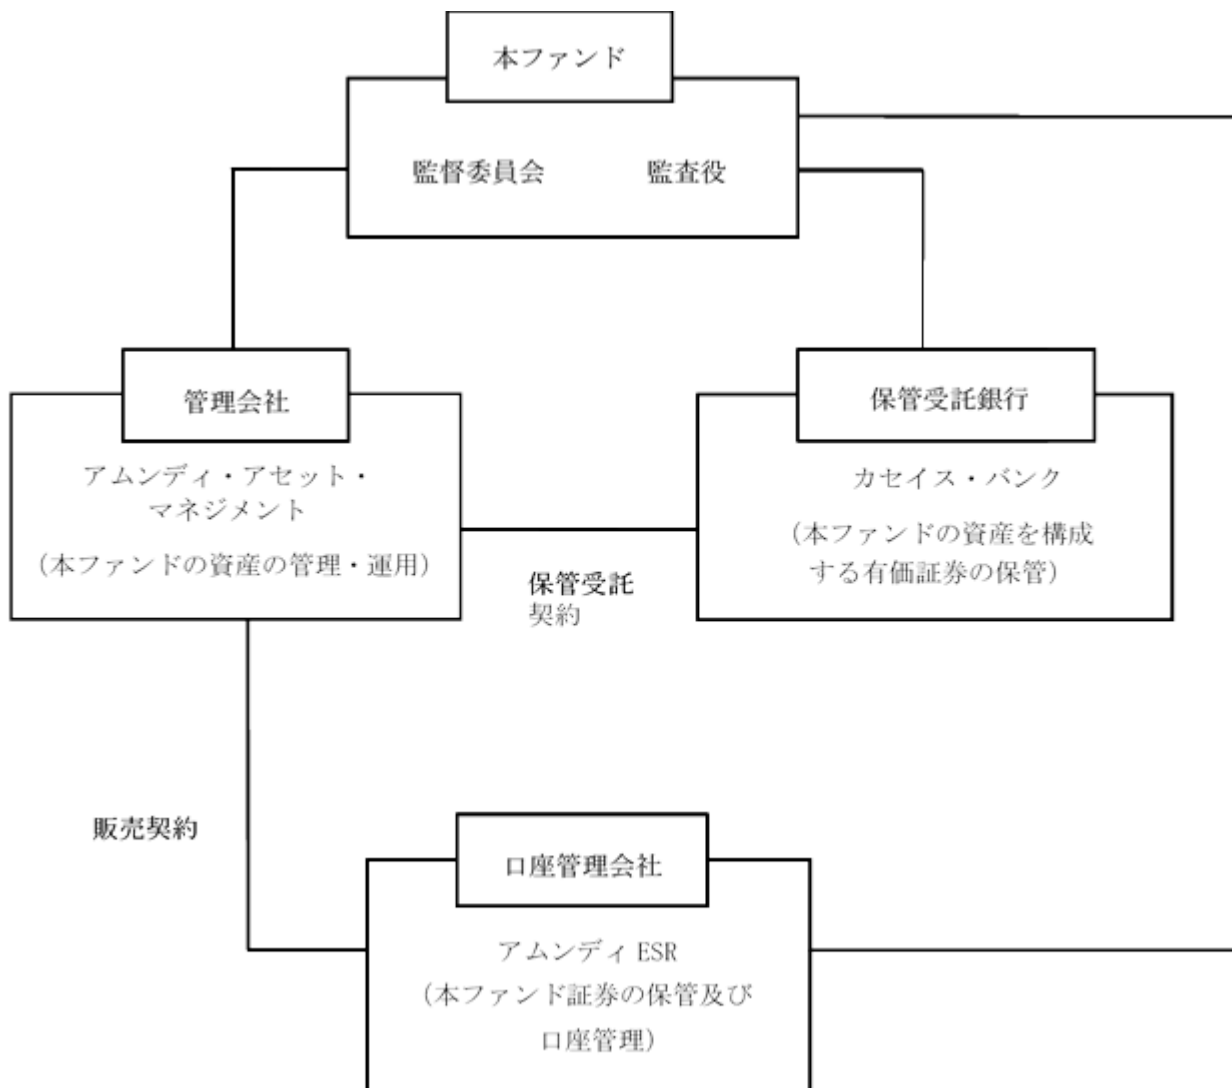 本ファンド
監督委員会 監査役
管理会社
アムンディ・アセット・
マネジメント
（本ファンドの資産の管理・運用）
保管受託銀行
カセイス・バンク
（本ファンドの資産を構成
する有価証券の保管）
保管受託
契約
販売契約
口座管理会社
アムンディ ESR
（本ファンド証券の保管及び
口座管理）